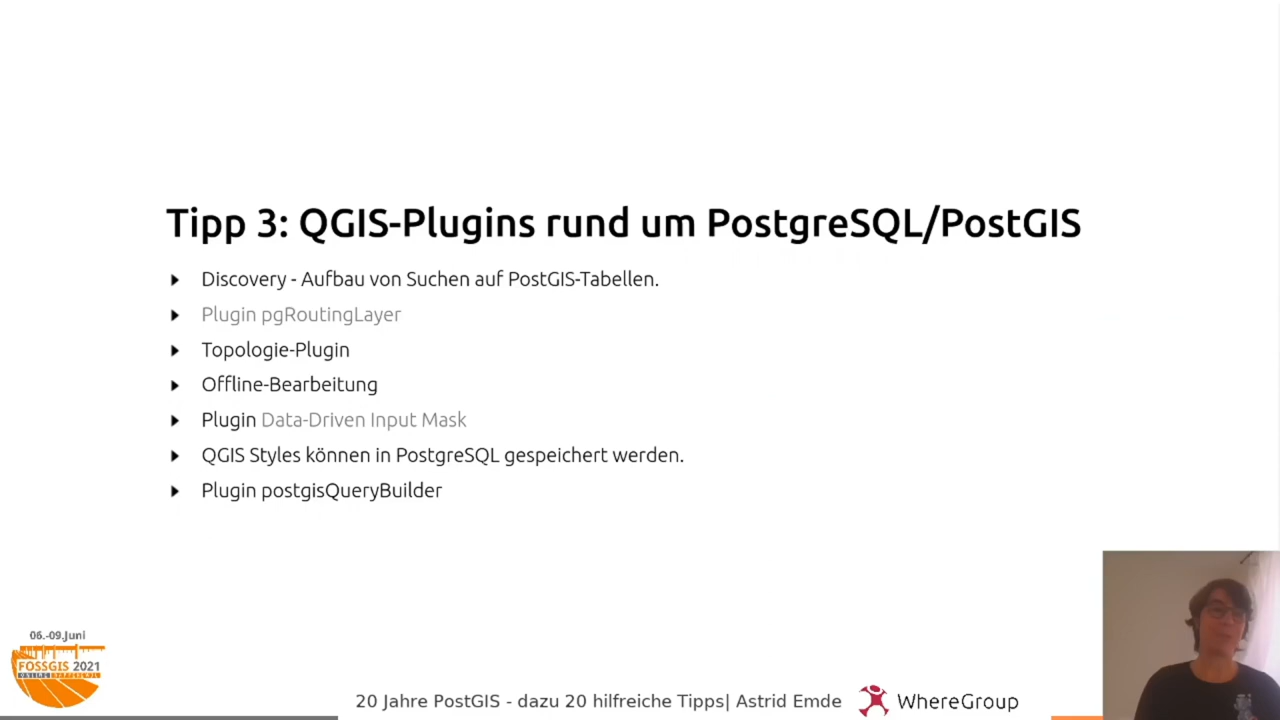 Tipp 3: QGIS-Plugins rund um PostgreSQL/PostGIS
Discovery - Aufbau von Suchen auf PostGIS-Tabellen.
Plugin pgRoutingLayer
Topologie-Plugin
Offline-Bearbeitung
Plugin Data-Driven Input Mask
QGIS Styles können in PostgreSQL gespeichert werden.
Plugin postgisQueryBuilder
06.-09.Juni
FOSSGIS 2021
20 Jahre PostGIS - dazu 20 hilfreiche Tipps| Astrid Emde
WhereGroup